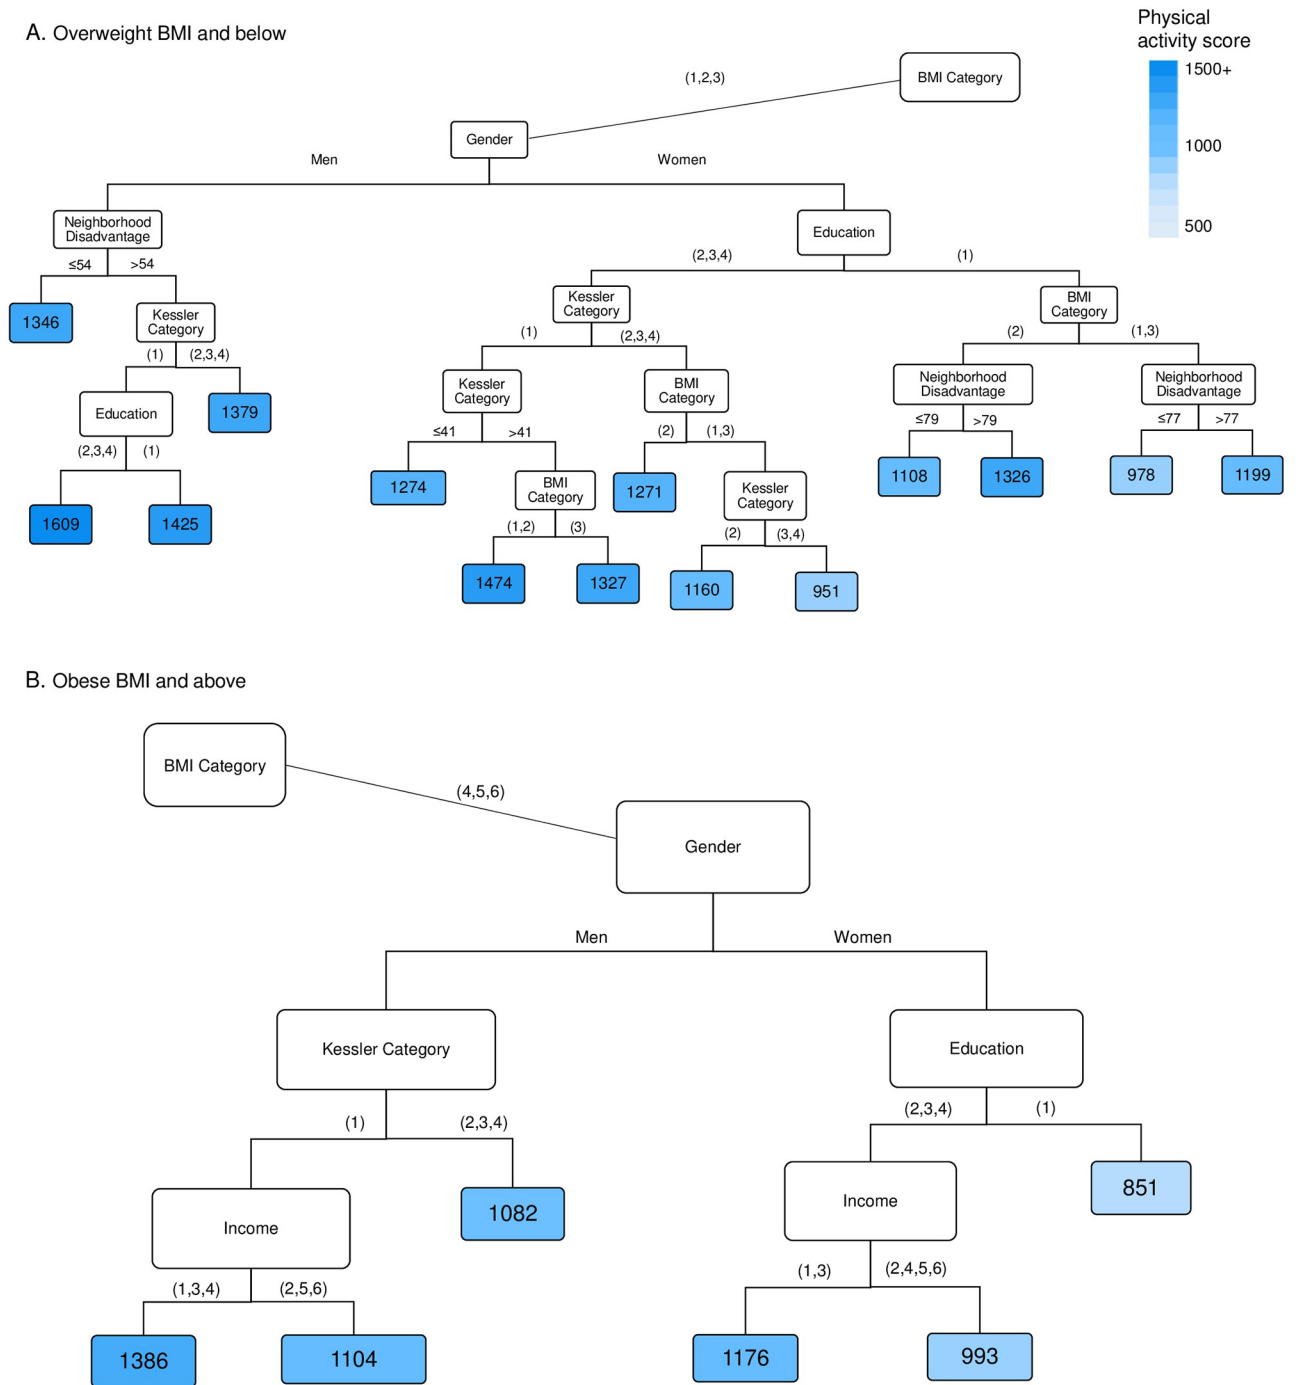 A. Overweight BMI and below
Physical
activity score
1500+
1000
500
BMI Category
(1,2,3)
Gender
Men
Women
Neighborhood
Disadvantage
≤54
>54
1346
Kessler
Category
(1)
(2,3,4)
Education
1379
(2,3,4)
(1)
1609
1425
Education
(2,3,4)
(1)
Kessler
Category
(1)
(2,3,4)
Kessler
Category
≤41
>41
1274
BMI
Category
(1,2)
(3)
1474
1327
BMI
Category
(2)
(1,3)
1271
Kessler
Category
(2)
(3,4)
1160
951
BMI
Category
(2)
(1,3)
Neighborhood
Disadvantage
≤79
>79
1108
1326
Neighborhood
Disadvantage
≤77
>77
978
1199
B. Obese BMI and above
BMI Category
(4,5,6)
Gender
Men
Women
Kessler Category
(1)
(2,3,4)
Income
1082
(1,3,4)
(2,5,6)
1386
1104
Education
(2,3,4)
(1)
Income
851
(1,3)
(2,4,5,6)
1176
993